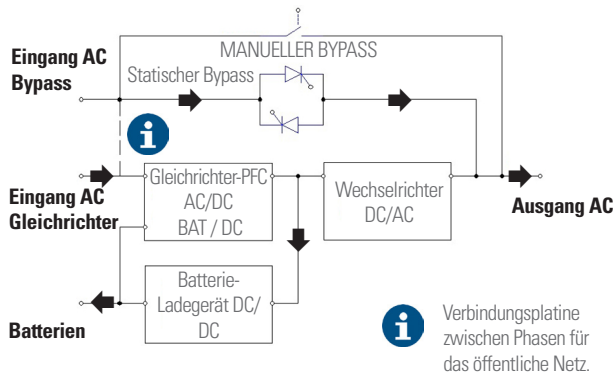 MANUELLER BYPASS
Eingang AC
Bypass
Statischer Bypass
i
Eingang AC
Gleichrichter
Gleichrichter-PFC
AC/DC
BAT / DC
Wechselrichter
DC/AC
Ausgang AC
Batterie-
Ladegerät DC/
DC
Batterien
i
Verbindungsplatine
zwischen Phasen für
das öffentliche Netz.